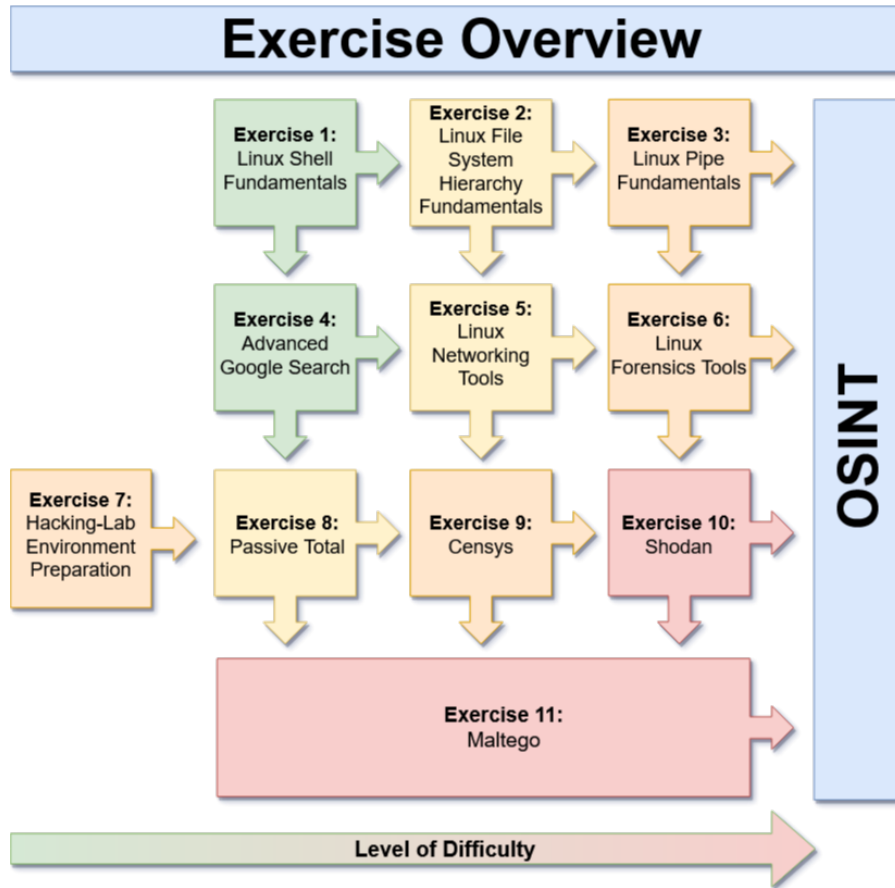 Exercise Overview
Exercise 1:
Linux Shell
Fundamentals
Exercise 2:
Linux File
System
Hierarchy
Fundamentals
Exercise 3:
Linux Pipe
Fundamentals
Exercise 4:
Advanced
Google Search
Exercise 5:
Linux
Networking
Tools
Exercise 6:
Linux
Forensics Tools
Exercise 7:
Hacking-Lab
Environment
Preparation
Exercise 8:
Passive Total
Exercise 9:
Censys
Exercise 10:
Shodan
Exercise 11:
Maltego
OSINT
Level of Difficulty